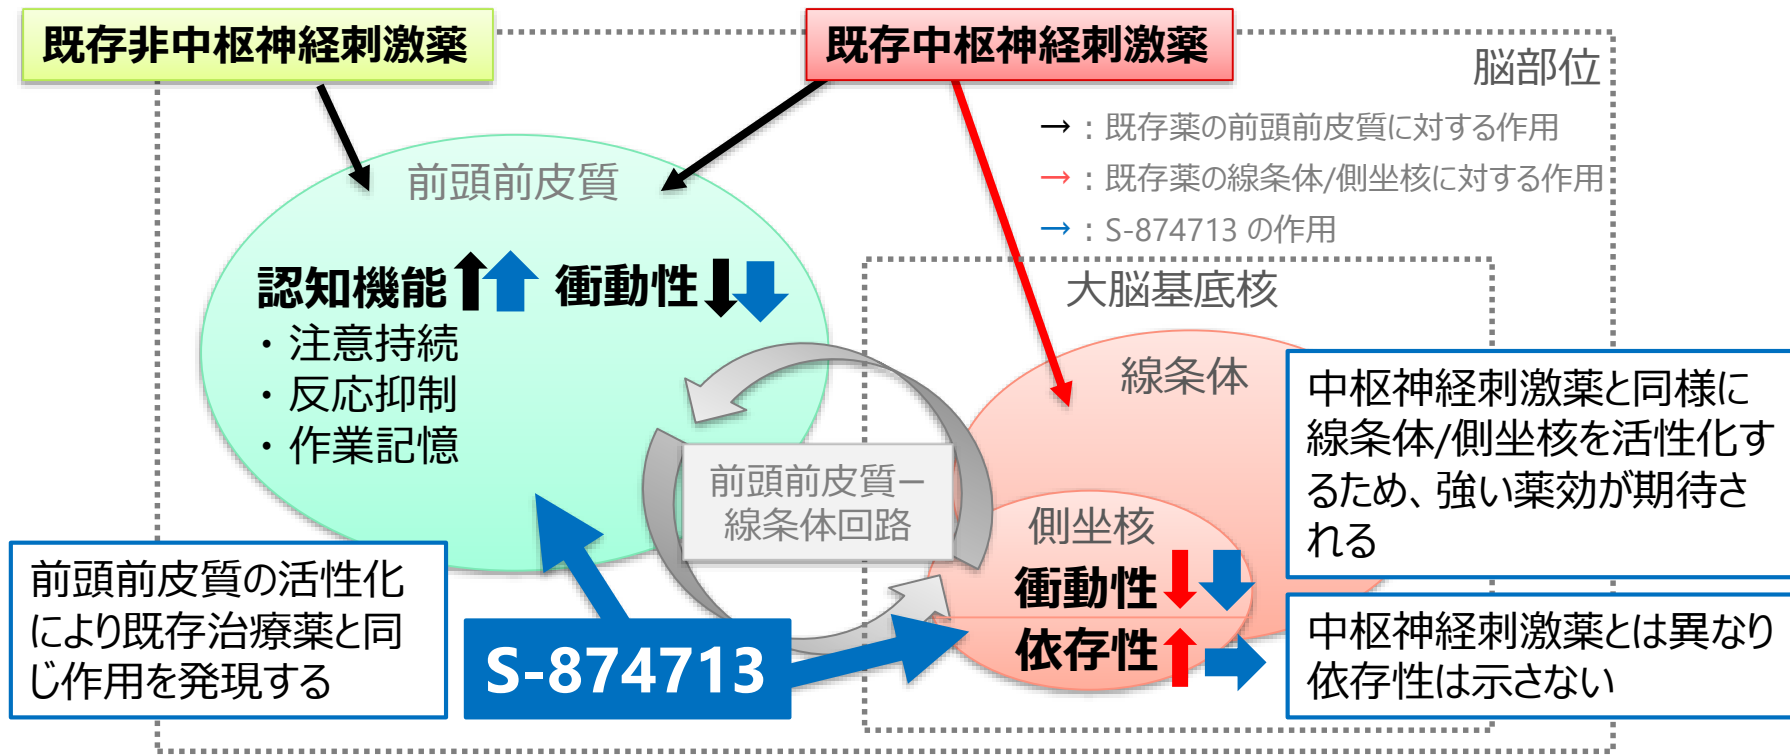 既存非中枢神経刺激薬
既存中枢神経刺激薬
脳部位
→：既存薬の前頭前皮質に対する作用
→：既存薬の線条体/側坐核に対する作用
→：S-874713 の作用
前頭前皮質
認知機能 衝動性
・注意持続
・反応抑制
・作業記憶
大脳基底核
線条体
中枢神経刺激薬と同様に
線条体/側坐核を活性化す
るため、強い薬効が期待さ
れる
前頭前皮質ー
線条体回路
側坐核
衝動性
依存性
前頭前皮質の活性化
により既存治療薬と同
じ作用を発現する
S-874713
中枢神経刺激薬とは異なり
依存性は示さない